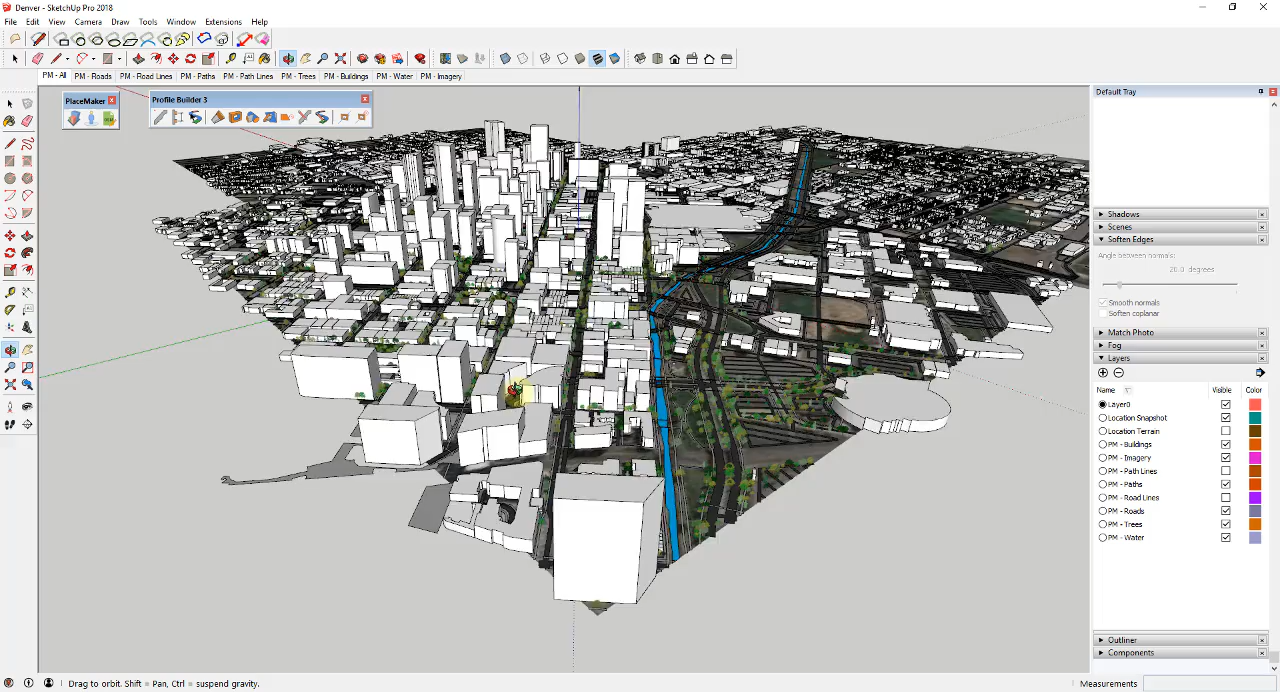 Denver - SketchUp Pro 2018
File Edit View Camera Draw Tools Window Extensions Help
PM - All PM - Roads PM - Road Lines PM - Paths PM - Path Lines PM - Trees PM - Buildings PM - Water PM - Imagery
PlaceMaker
Profile Builder 3
Default Tray
Shadows
Scenes
Soften Edges
Angle between normals:
20.0 degrees
Smooth normals
Soften coplanar
Match Photo
Fog
Layers
Name Visible Color
Layer0
Location Snapshot
Location Terrain
PM - Buildings
PM - Imagery
PM - Path Lines
PM - Paths
PM - Road Lines
PM - Roads
PM - Trees
PM - Water
Outliner
Components
Drag to orbit. Shift = Pan, Ctrl = suspend gravity.
Measurements